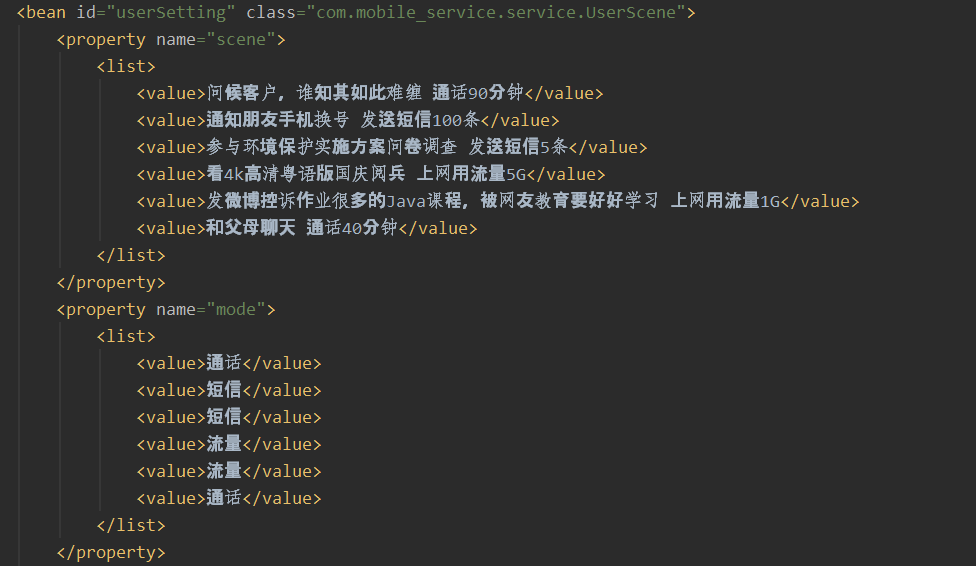 <bean id="userSetting" class="com.mobile_service.service.UserScene">
<property name="scene">
<list>
<value>问候客户，谁知其如此难缠 通话90分钟</value>
<value>通知朋友手机换号 发送短信100条</value>
<value>参与环境保护实施方案问卷调查 发送短信5条</value>
<value>看4k高清粤语版国庆阅兵 上网用流量5G</value>
<value>发微博控诉作业很多的Java课程，被网友教育要好好学习 上网用流量1G</value>
<value>和父母聊天 通话40分钟</value>
</list>
</property>
<property name="mode">
<list>
<value>通话</value>
<value>短信</value>
<value>短信</value>
<value>流量</value>
<value>流量</value>
<value>通话</value>
</list>
</property>